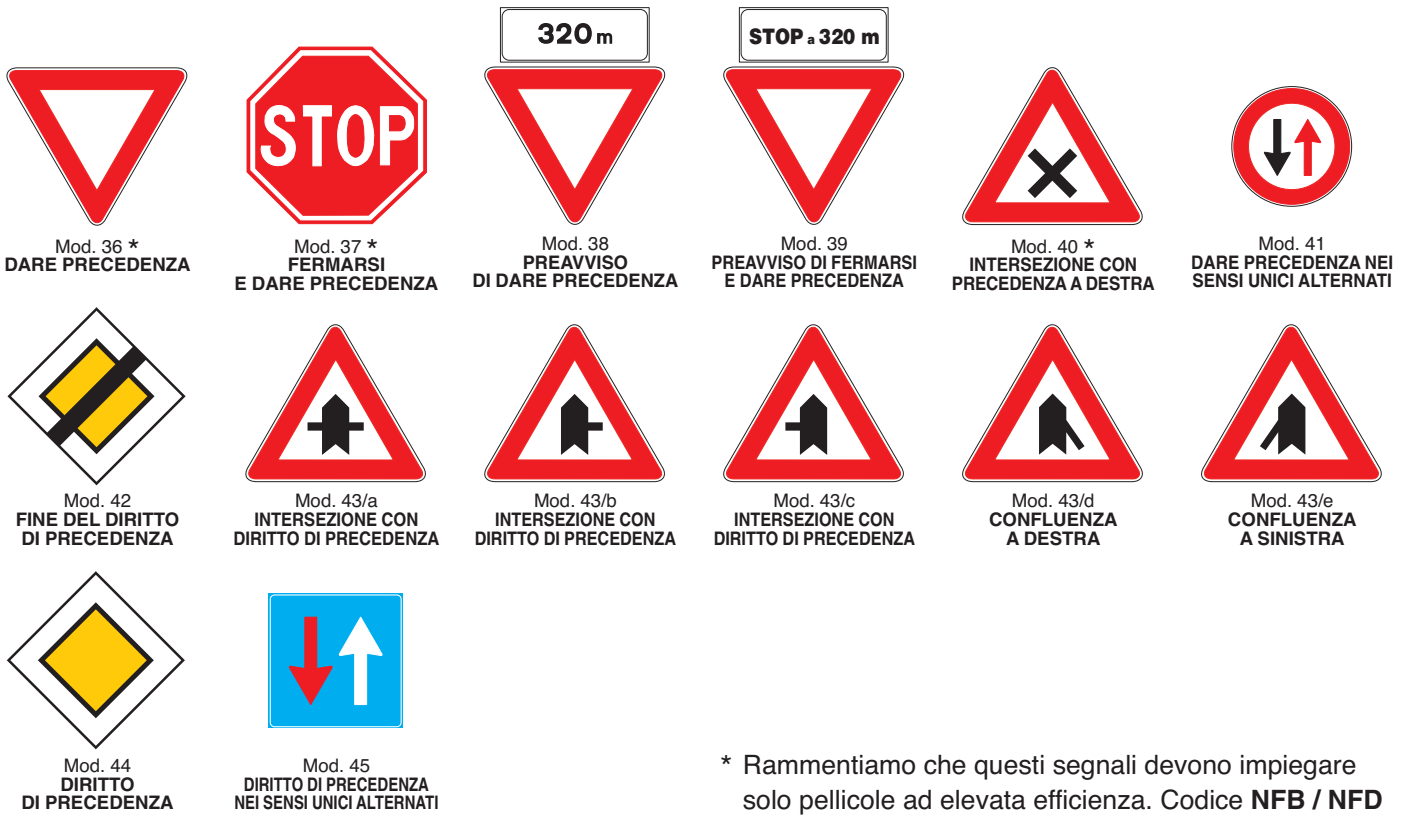 320 m
STOP a 320 m
STOP
Mod. 36 *
DARE PRECEDENZA
Mod. 37 *
FERMARSI
E DARE PRECEDENZA
Mod. 38
PREAVVISO
DI DARE PRECEDENZA
Mod. 39
PREAVVISO DI FERMARSI
E DARE PRECEDENZA
Mod. 40 *
INTERSEZIONE CON
PRECEDENZA A DESTRA
Mod. 41
DARE PRECEDENZA NEI
SENSI UNICI ALTERNATI
Mod. 42
FINE DEL DIRITTO
DI PRECEDENZA
Mod. 43/a
INTERSEZIONE CON
DIRITTO DI PRECEDENZA
Mod. 43/b
INTERSEZIONE CON
DIRITTO DI PRECEDENZA
Mod. 43/c
INTERSEZIONE CON
DIRITTO DI PRECEDENZA
Mod. 43/d
CONFLUENZA
A DESTRA
Mod. 43/e
CONFLUENZA
A SINISTRA
Mod. 44
DIRITTO
DI PRECEDENZA
Mod. 45
DIRITTO DI PRECEDENZA
NEI SENSI UNICI ALTERNATI
* Rammentiamo che questi segnali devono impiegare
solo pellicole ad elevata efficienza. Codice NFB / NFD